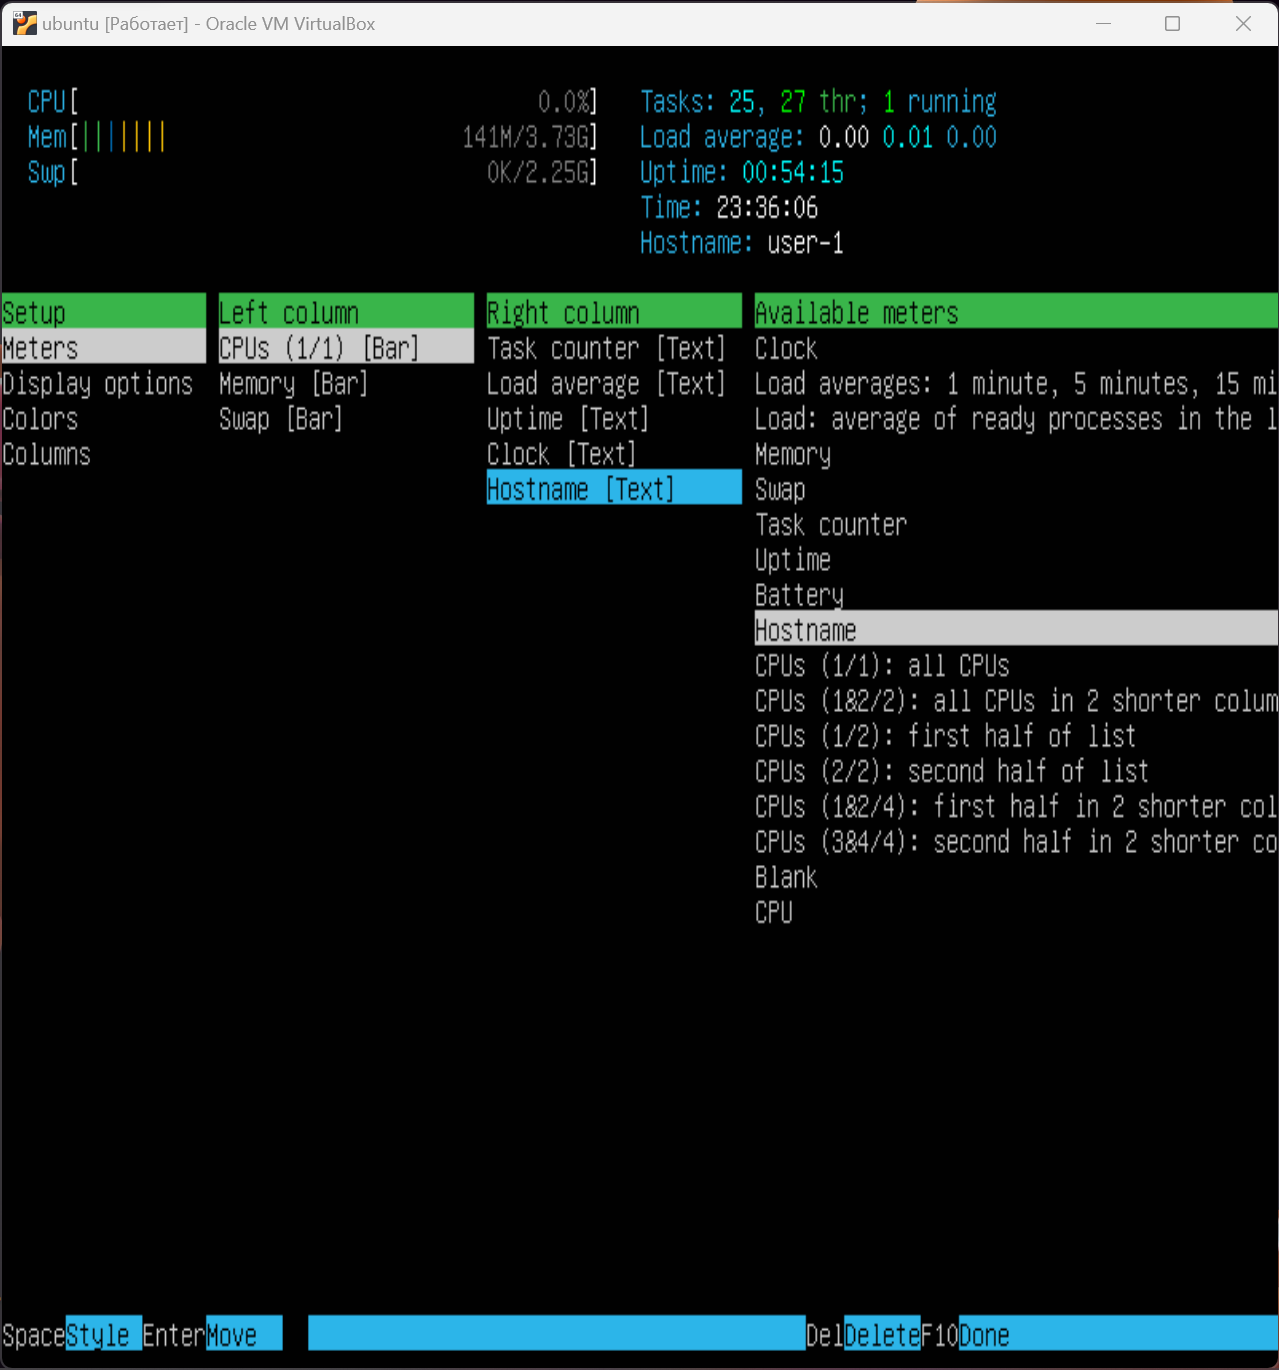 ubuntu [Работает] - Oracle VM VirtualBox
CPU[ 0.0%]
Mem[||||||| 141M/3.73G]
Swp[ 0K/2.25G]
Tasks: 25, 27 thr; 1 running
Load average: 0.00 0.01 0.00
Uptime: 00:54:15
Time: 23:36:06
Hostname: user-1
Setup
Meters
Display options
Colors
Columns
Left column
CPUs (1/1) [Bar]
Memory [Bar]
Swap [Bar]
Right column
Task counter [Text]
Load average [Text]
Uptime [Text]
Clock [Text]
Hostname [Text]
Available meters
Clock
Load averages: 1 minute, 5 minutes, 15 mi
Load: average of ready processes in the l
Memory
Swap
Task counter
Uptime
Battery
Hostname
CPUs (1/1): all CPUs
CPUs (1&2/2): all CPUs in 2 shorter colum
CPUs (1/2): first half of list
CPUs (2/2): second half of list
CPUs (1&2/4): first half in 2 shorter col
CPUs (3&4/4): second half in 2 shorter co
Blank
CPU
SpaceStyle EnterMove DelDeleteF10Done